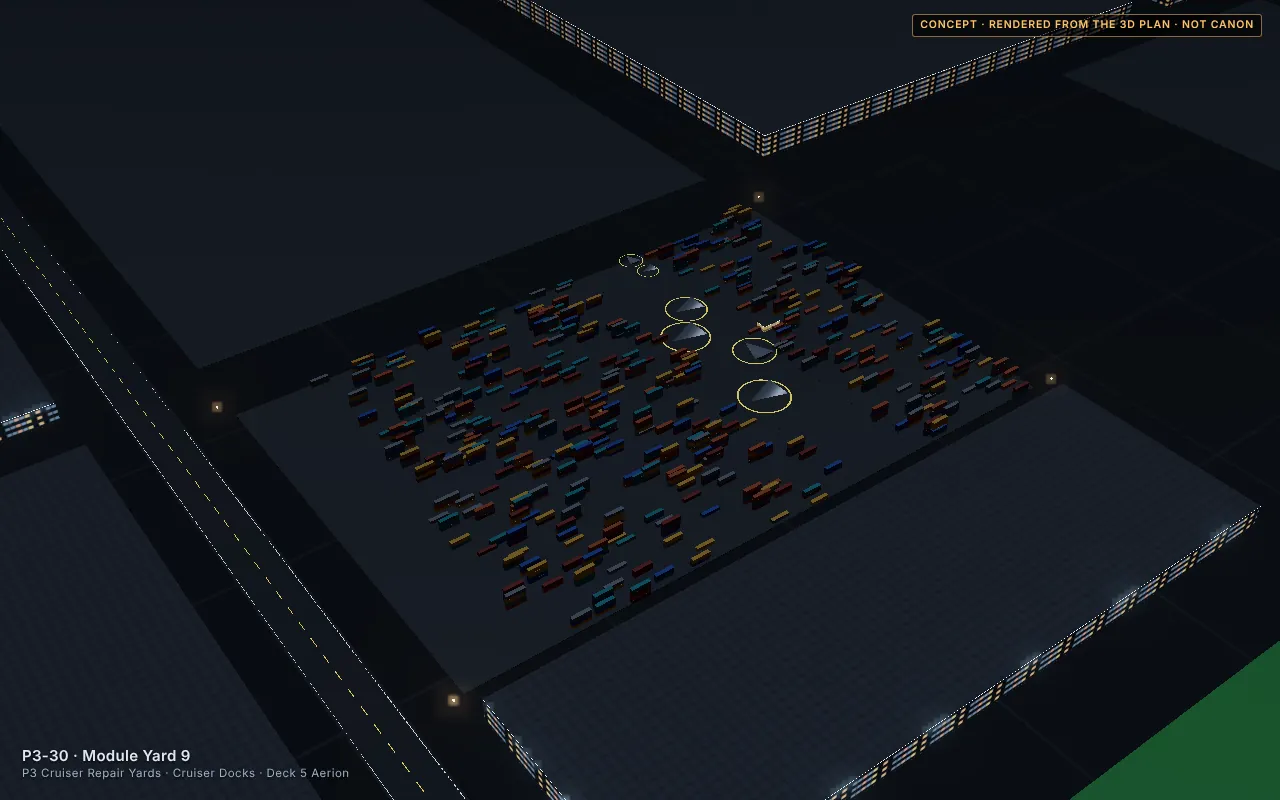 CONCEPT · RENDERED FROM THE 3D PLAN · NOT CANON
P3-30 · Module Yard 9
P3 Cruiser Repair Yards · Cruiser Docks · Deck 5 Aerion